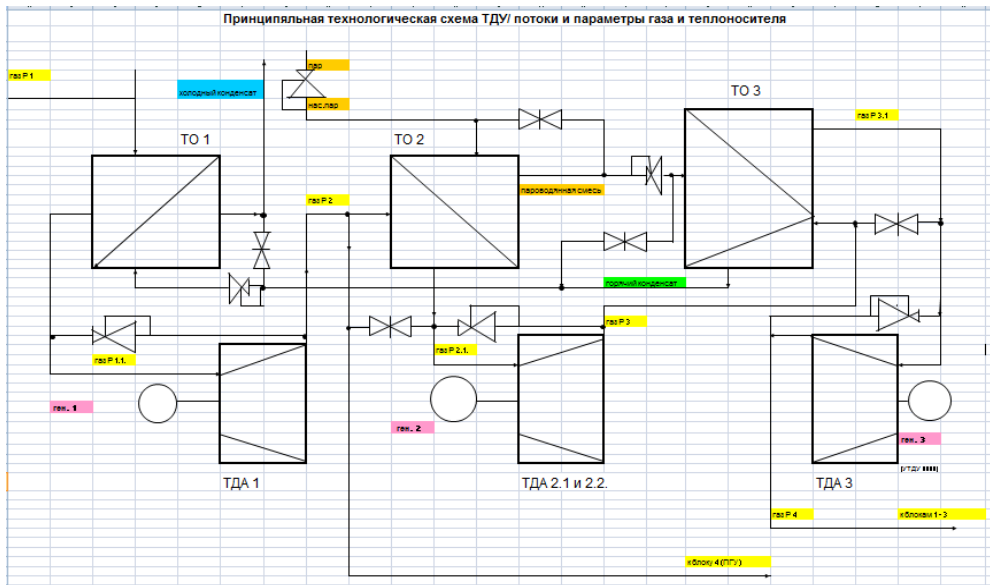 Принципяльная технологическая схема ТДУ/ потоки и параметры газа и теплоносителя
газ Р 1
холодный конденсат
пар
нас.пар
ТО 1
ТО 2
ТО 3
газ Р 3.1
газ Р 2
пароводянная смесь
горячий конденсат
газ Р 1.1.
газ Р 2.1.
газ Р 3
ген. 1
ген. 2
ген. 3
ТДА 1
ТДА 2.1 и 2.2.
ТДА 3
газ Р 4
к блокам 1 - 3
к блоку 4 (ПГУ)